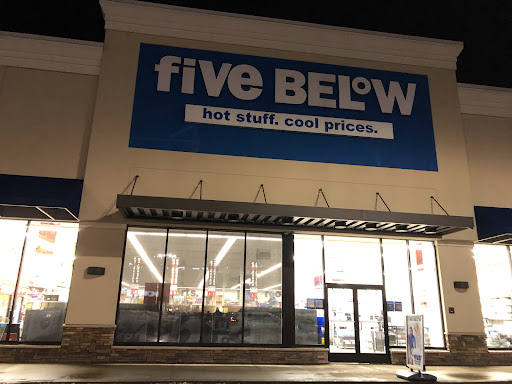 five BELOW
hot stuff. cool prices.